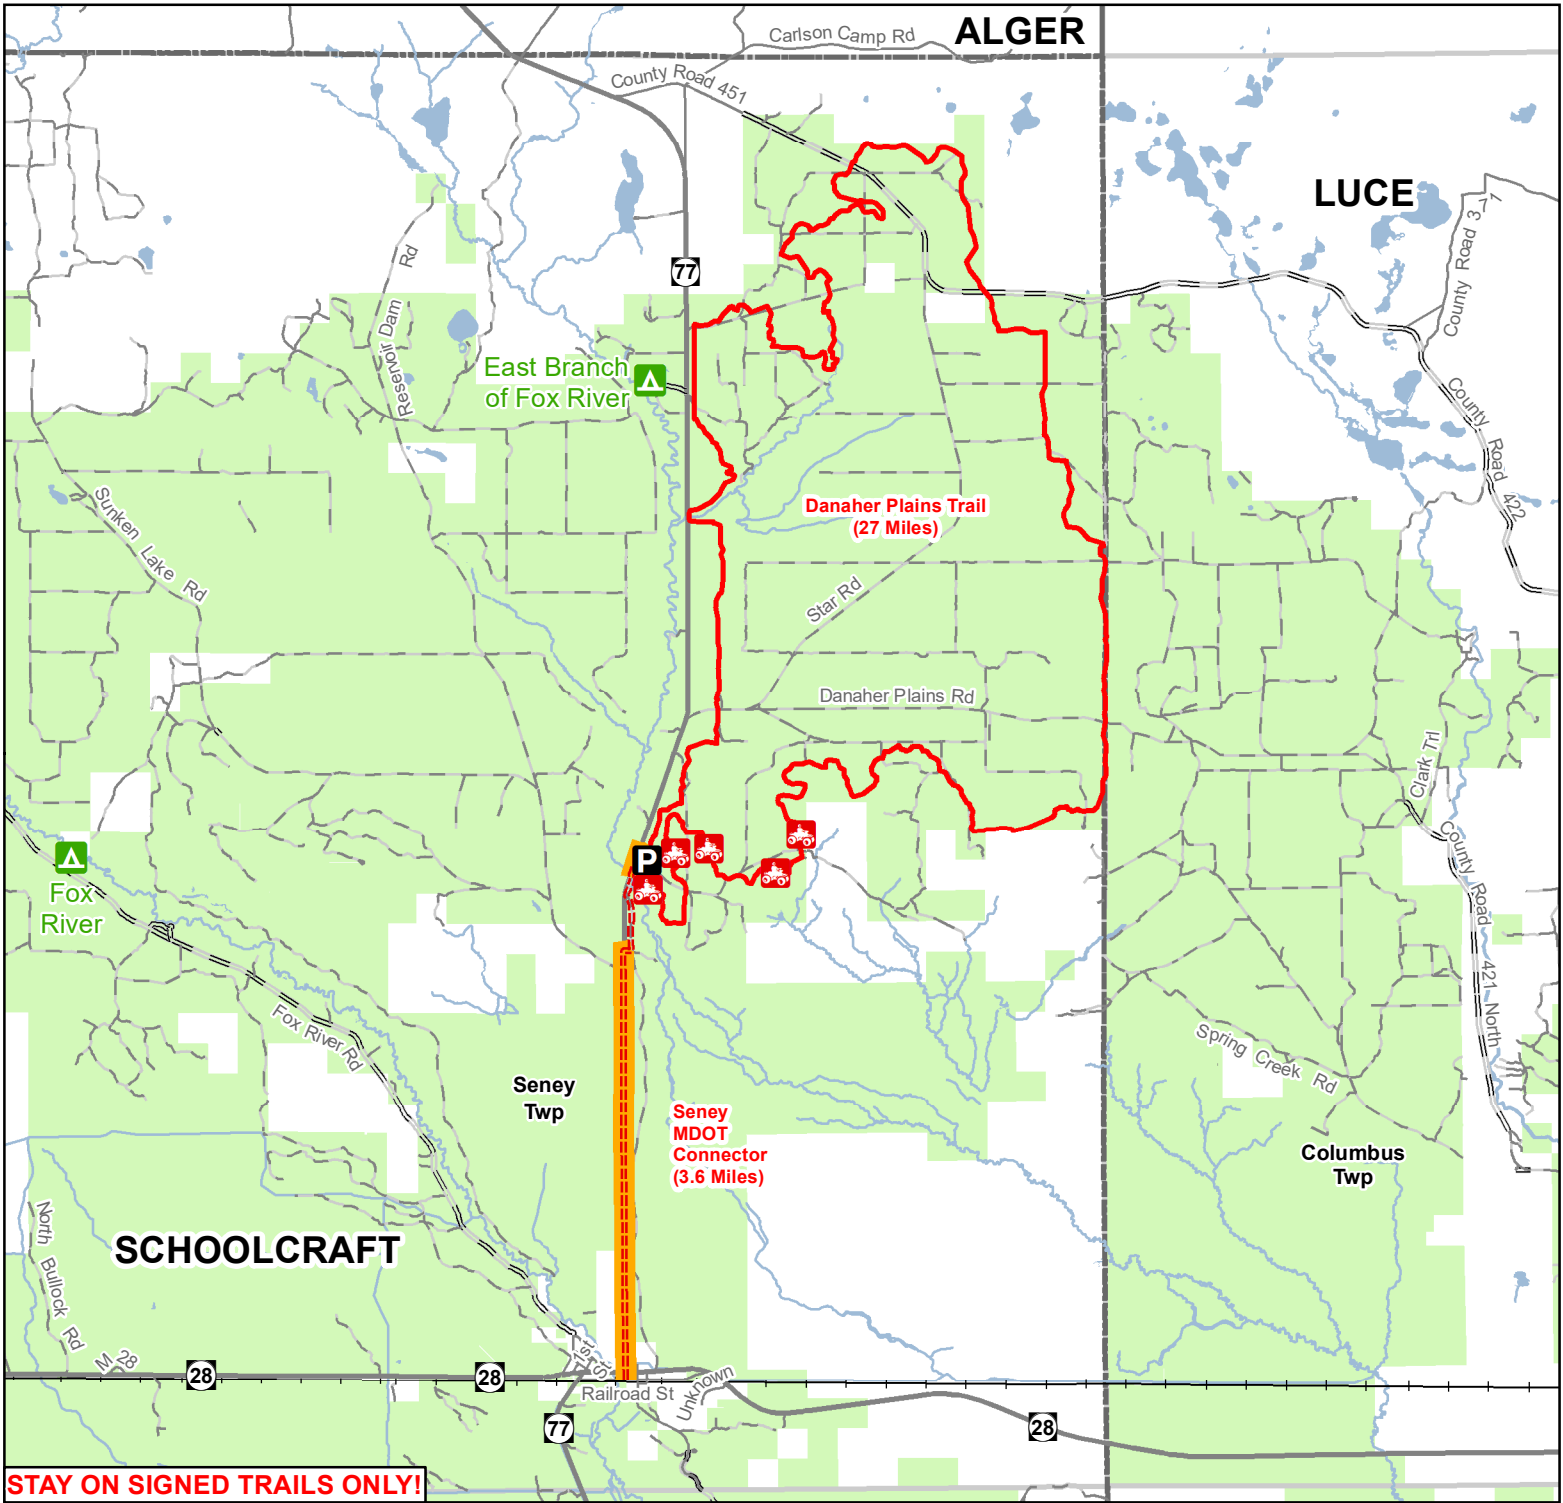 ALGER
Carlson Camp Rd
County Road 451
LUCE
County Road 3 71
77
Reservoir Dam Rd
East Branch
of Fox River
County Road 422
Sunken Lake Rd
Danaher Plains Trail
(27 Miles)
Star Rd
Danaher Plains Rd
Clark Trl
P
Fox
River
County Road 421 North
Fox River Rd
Spring Creek Rd
Seney
Twp
Seney
MDOT
Connector
(3.6 Miles)
Columbus
Twp
North Bullock Rd
SCHOOLCRAFT
M 28
28
28
1st St
Railroad St
Unknown
77
28
STAY ON SIGNED TRAILS ONLY!